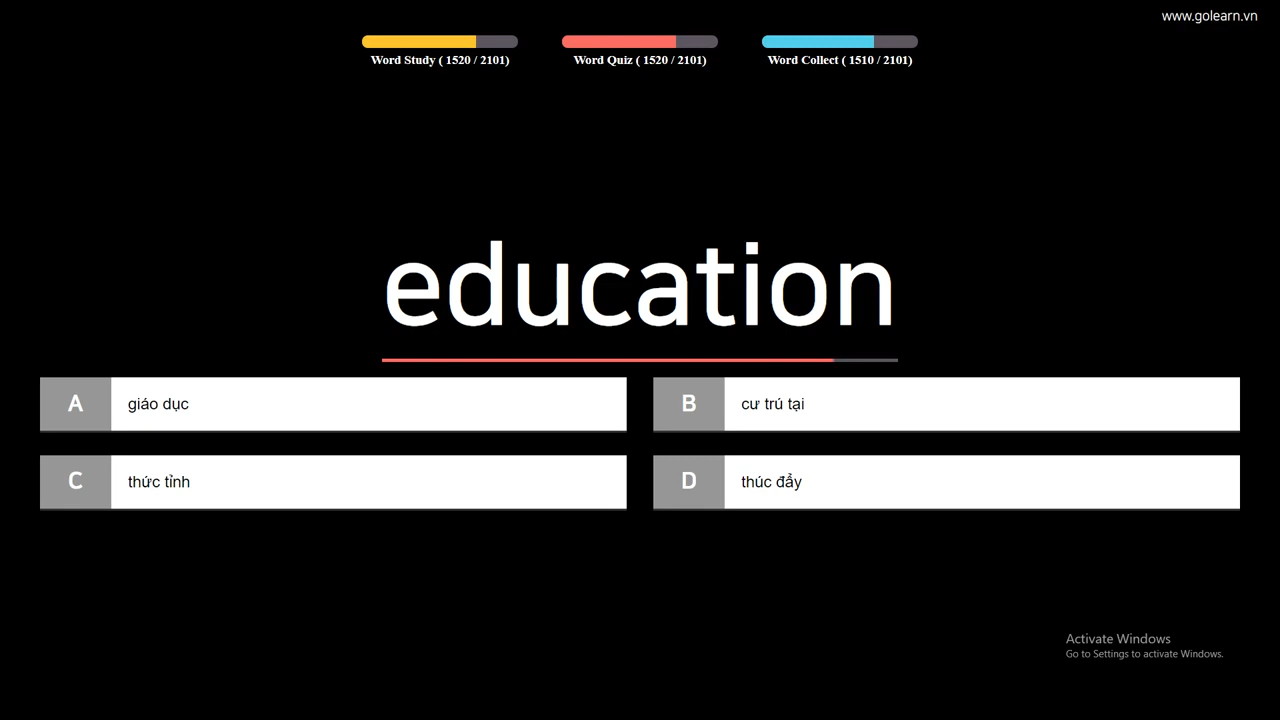 www.golearn.vn
Word Study ( 1520 / 2101)
Word Quiz ( 1520 / 2101)
Word Collect ( 1510 / 2101)
education
A giáo dục
B cư trú tại
C thức tỉnh
D thúc đẩy
Activate Windows
Go to Settings to activate Windows.